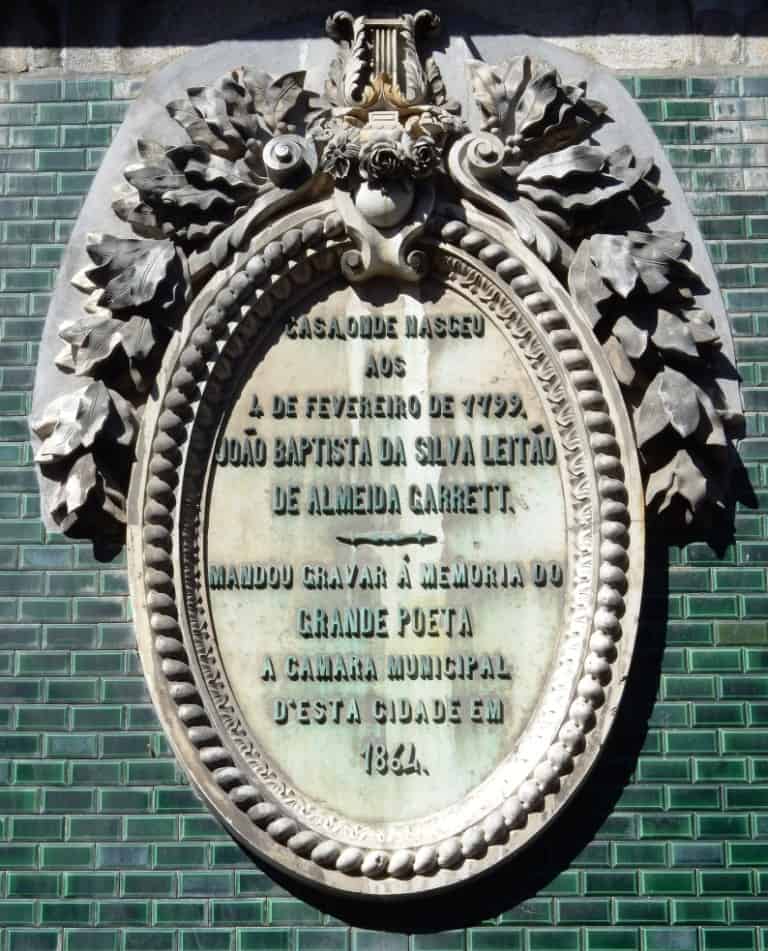 CASA, ONDE NASCEU
AOS
4 DE FEVEREIRO DE 1799,
JOÃO BAPTISTA DA SILVA LEITÃO
DE ALMEIDA GARRETT.
MANDOU GRAVAR Á MEMORIA DO
GRANDE POETA
A CAMARA MUNICIPAL
D'ESTA CIDADE EM
1864.